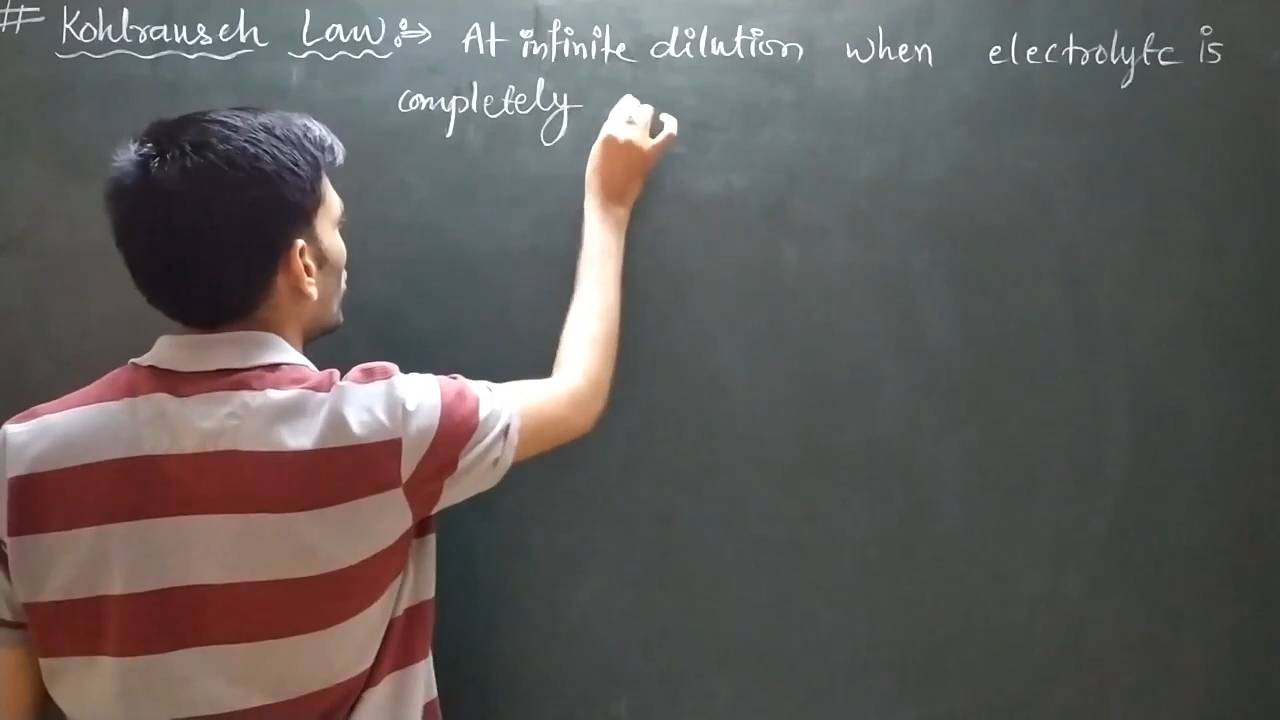 # Kohlrausch Law :⇒ At infinite dilution when electrolyte is
completely